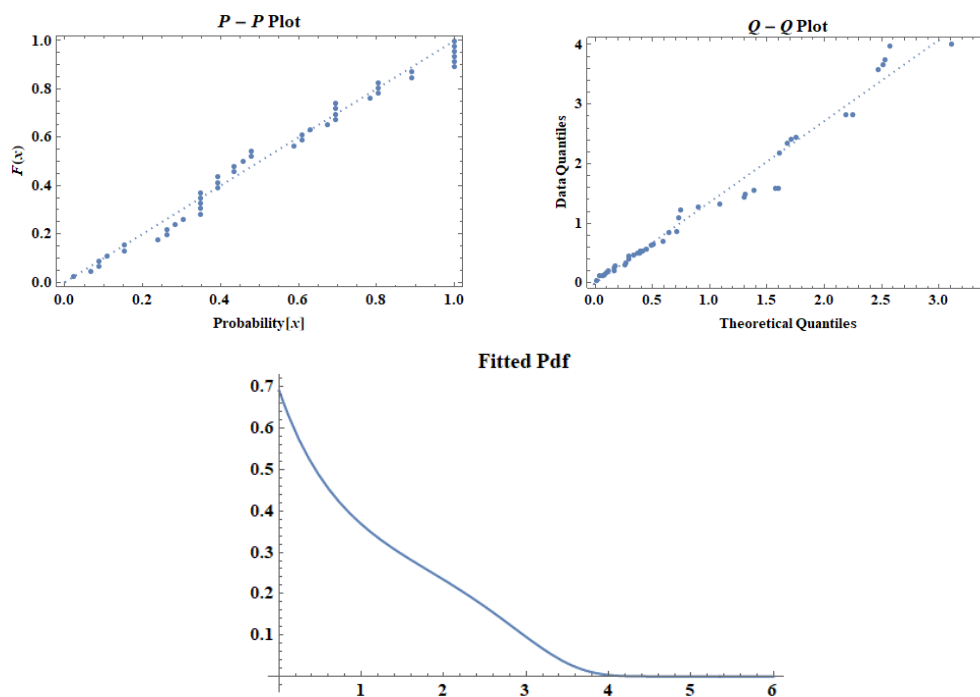 P – P Plot
1.0
0.8
0.6
0.4
0.2
0.0
F(x)
0.0 0.2 0.4 0.6 0.8 1.0
Probability[x]
Q – Q Plot
4
3
2
1
0
Data Quantiles
0.0 0.5 1.0 1.5 2.0 2.5 3.0
Theoretical Quantiles
Fitted Pdf
0.7
0.6
0.5
0.4
0.3
0.2
0.1
1 2 3 4 5 6